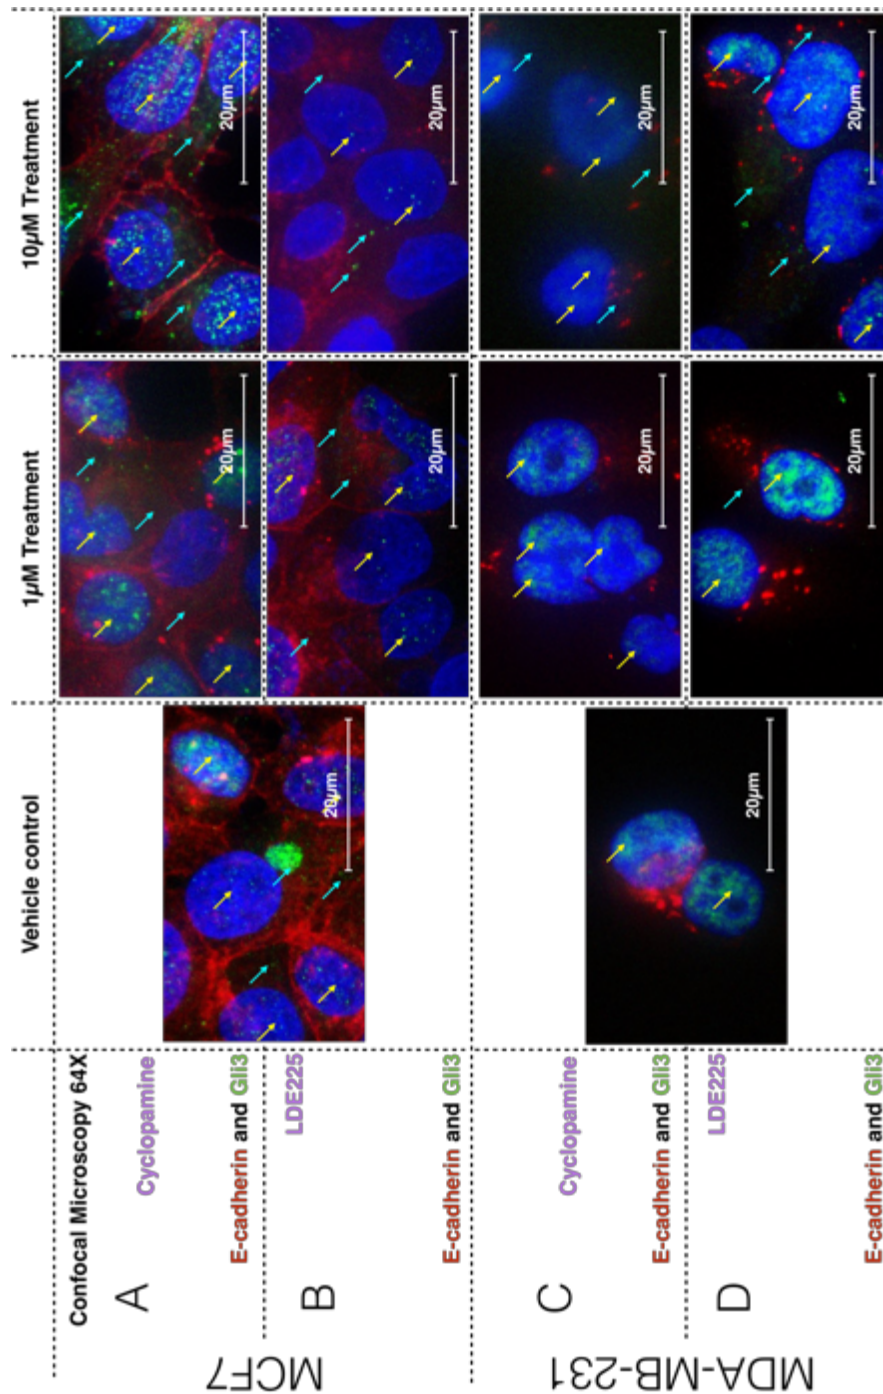 Confocal Microscopy 64X
Vehicle control
1µM Treatment
10µM Treatment
MCF7
A
Cyclopamine
E-cadherin and Gli3
20µm
20µm
20µm
B
LDE225
E-cadherin and Gli3
20µm
20µm
MDA-MB-231
C
Cyclopamine
E-cadherin and Gli3
20µm
20µm
20µm
D
LDE225
E-cadherin and Gli3
20µm
20µm